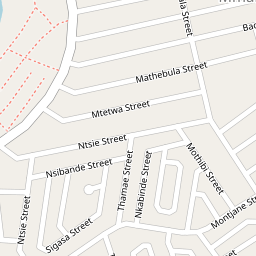 Mathebula Street
Mtetwa Street
Ntsie Street
Nsibande Street
Mothibi Street
Thamae Street
Nkabinde Street
Ntsie Street
Sigasa Street
Montjane Street
Street